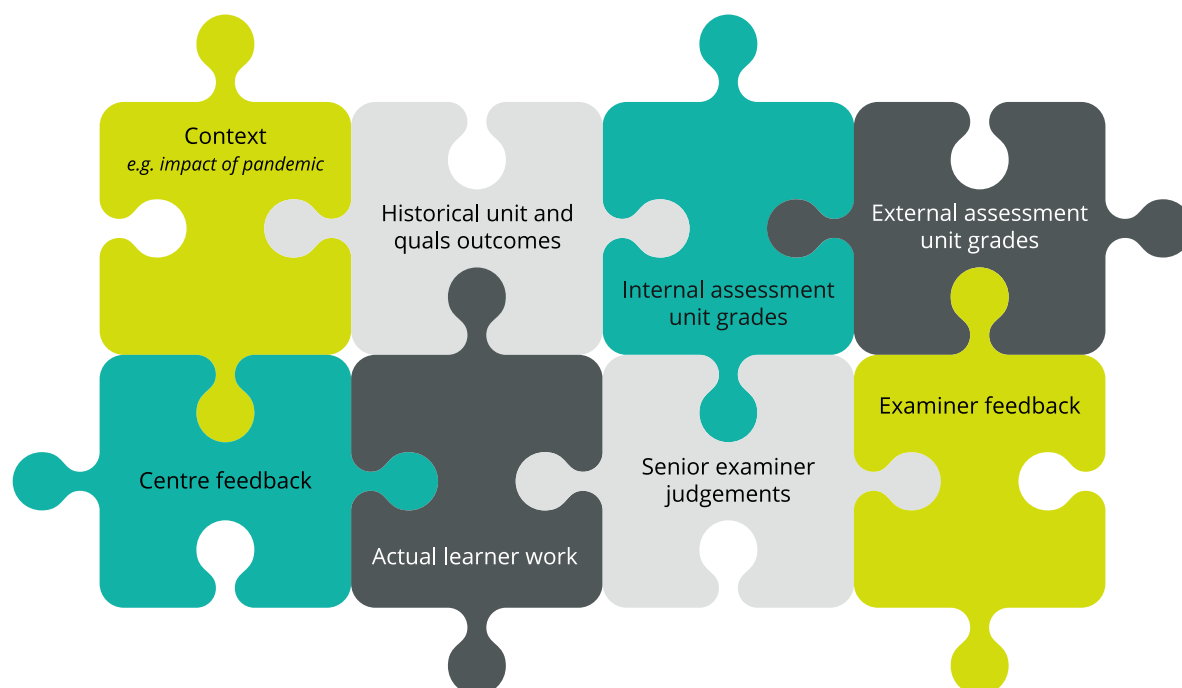 Context
e.g. impact of pandemic
Historical unit and
quals outcomes
Internal assessment
unit grades
External assessment
unit grades
Centre feedback
Actual learner work
Senior examiner
judgements
Examiner feedback